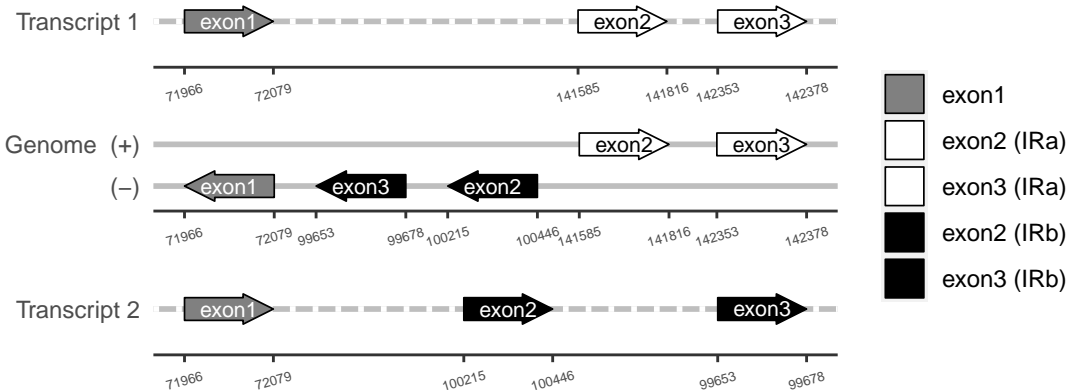 Transcript 1 exon1 exon2 exon3
71966 72079 141585 141816 142353 142378
Genome (+) exon2 exon3
(−) exon1 exon3 exon2
71966 72079 99653 99678 100215 100446 141585 141816 142353 142378
Transcript 2 exon1 exon2 exon3
71966 72079 100215 100446 99653 99678
exon1
exon2 (IRa)
exon3 (IRa)
exon2 (IRb)
exon3 (IRb)